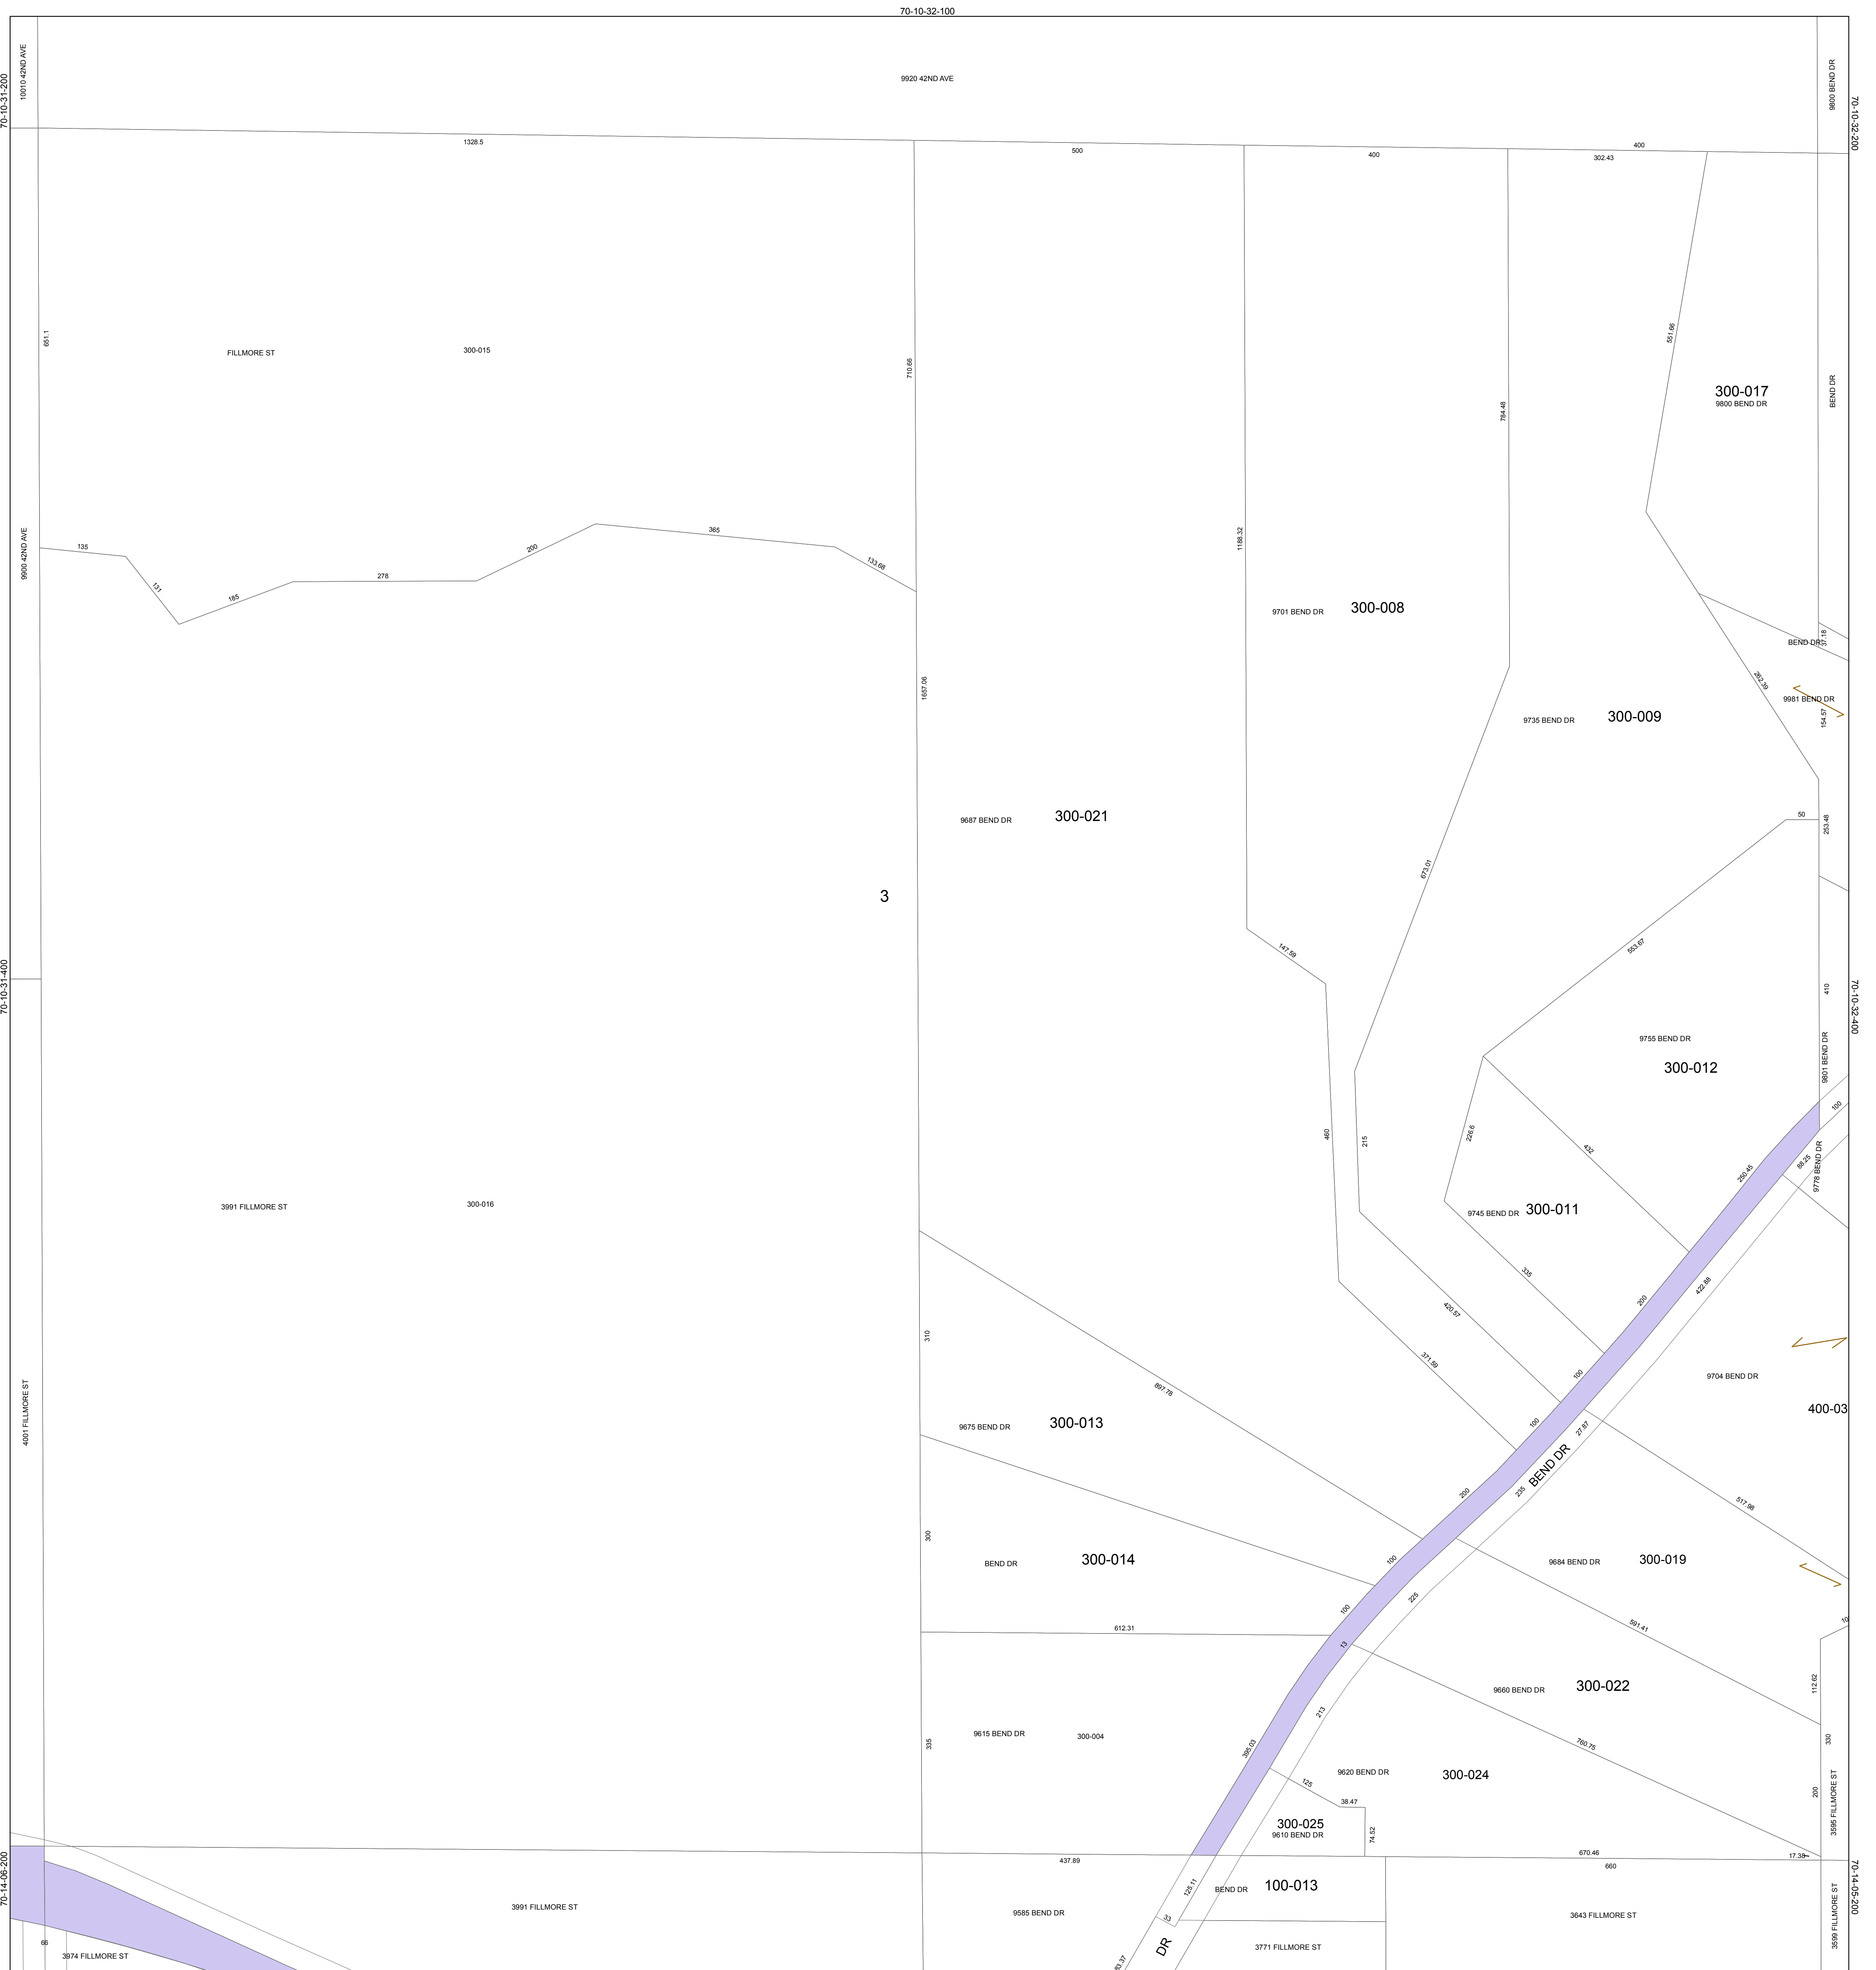 70-10-32-100
70-10-31-200
10010 42ND AVE
9920 42ND AVE
9800 BEND DR
70-10-32-200
1328.5
500
400
400
302.43
651.1
FILLMORE ST
300-015
710.66
784.48
551.66
300-017
9800 BEND DR
BEND DR
9900 42ND AVE
135
131
185
278
200
365
133.68
1188.32
9701 BEND DR
300-008
BEND DR
37.18
1657.06
262.39
9981 BEND DR
154.57
9735 BEND DR
300-009
9687 BEND DR
300-021
50
253.48
673.01
3
147.59
553.67
410
70-10-31-400
70-10-32-400
9755 BEND DR
300-012
9801 BEND DR
100
460
215
226.6
432
250.45
88.25
9778 BEND DR
3991 FILLMORE ST
300-016
9745 BEND DR
300-011
335
420.57
200
422.88
310
371.59
100
897.78
9704 BEND DR
400-03
4001 FILLMORE ST
9675 BEND DR
300-013
100
27.87
BEND DR
200
235
517.98
300
BEND DR
300-014
100
9684 BEND DR
300-019
100
225
612.31
13
591.41
10
9660 BEND DR
300-022
112.62
9615 BEND DR
300-004
335
395.03
213
760.75
330
9620 BEND DR
300-024
125
38.47
200
3595 FILLMORE ST
300-025
9610 BEND DR
74.52
437.89
670.46
17.38
660
70-14-06-200
70-14-05-200
125.11
BEND DR
100-013
3991 FILLMORE ST
9585 BEND DR
33
3643 FILLMORE ST
3599 FILLMORE ST
66
3974 FILLMORE ST
DR
3771 FILLMORE ST